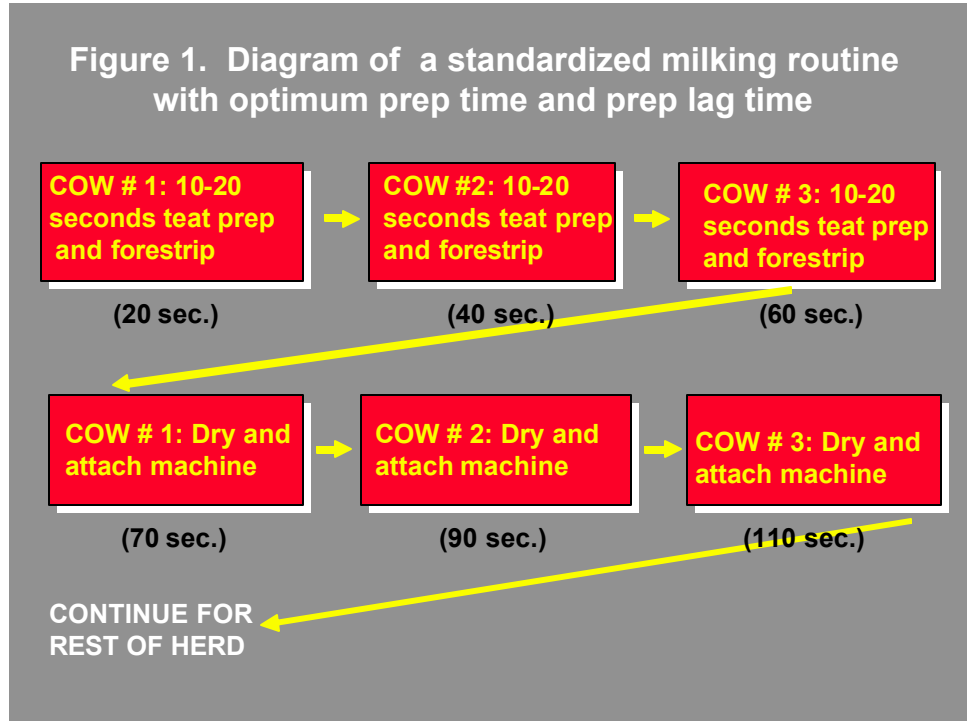 Figure 1.  Diagram of  a standardized milking routine
with optimum prep time and prep lag time
COW # 1: 10-20
seconds teat prep
and forestrip
(20 sec.)
COW #2: 10-20
seconds teat prep
and forestrip
(40 sec.)
COW # 3: 10-20
seconds teat prep
and forestrip
(60 sec.)
COW # 1: Dry and
attach machine
(70 sec.)
COW # 2: Dry and
attach machine
(90 sec.)
COW # 3: Dry and
attach machine
(110 sec.)
CONTINUE FOR
REST OF HERD